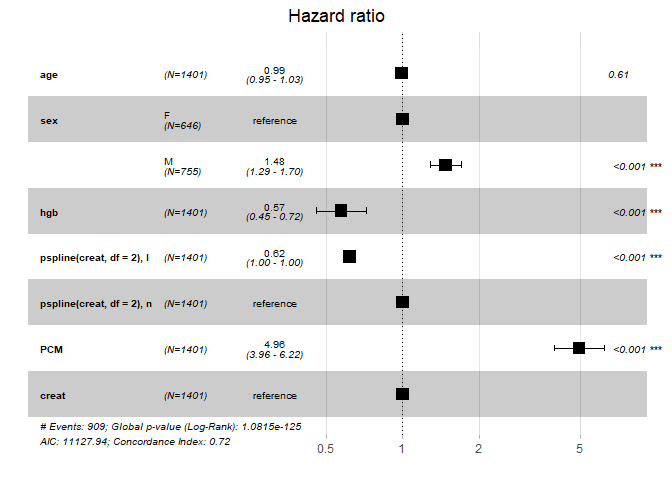 Hazard ratio
age (N=1401) 0.99 0.61
(0.95 - 1.03)
sex F reference
(N=646)
M 1.48 <0.001 ***
(N=755) (1.29 - 1.70)
hgb (N=1401) 0.57 <0.001 ***
(0.45 - 0.72)
pspline(creat, df = 2), l (N=1401) 0.62 <0.001 ***
(1.00 - 1.00)
pspline(creat, df = 2), n (N=1401) reference
PCM (N=1401) 4.96 <0.001 ***
(3.96 - 6.22)
creat (N=1401) reference
# Events: 909; Global p-value (Log-Rank): 1.0815e-125
AIC: 11127.94; Concordance Index: 0.72
0.5 1 2 5